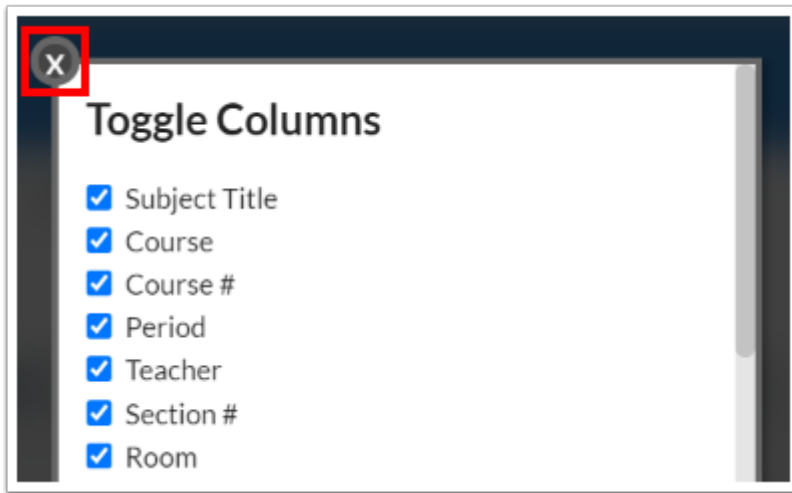 X
Toggle Columns
Subject Title
Course
Course #
Period
Teacher
Section #
Room